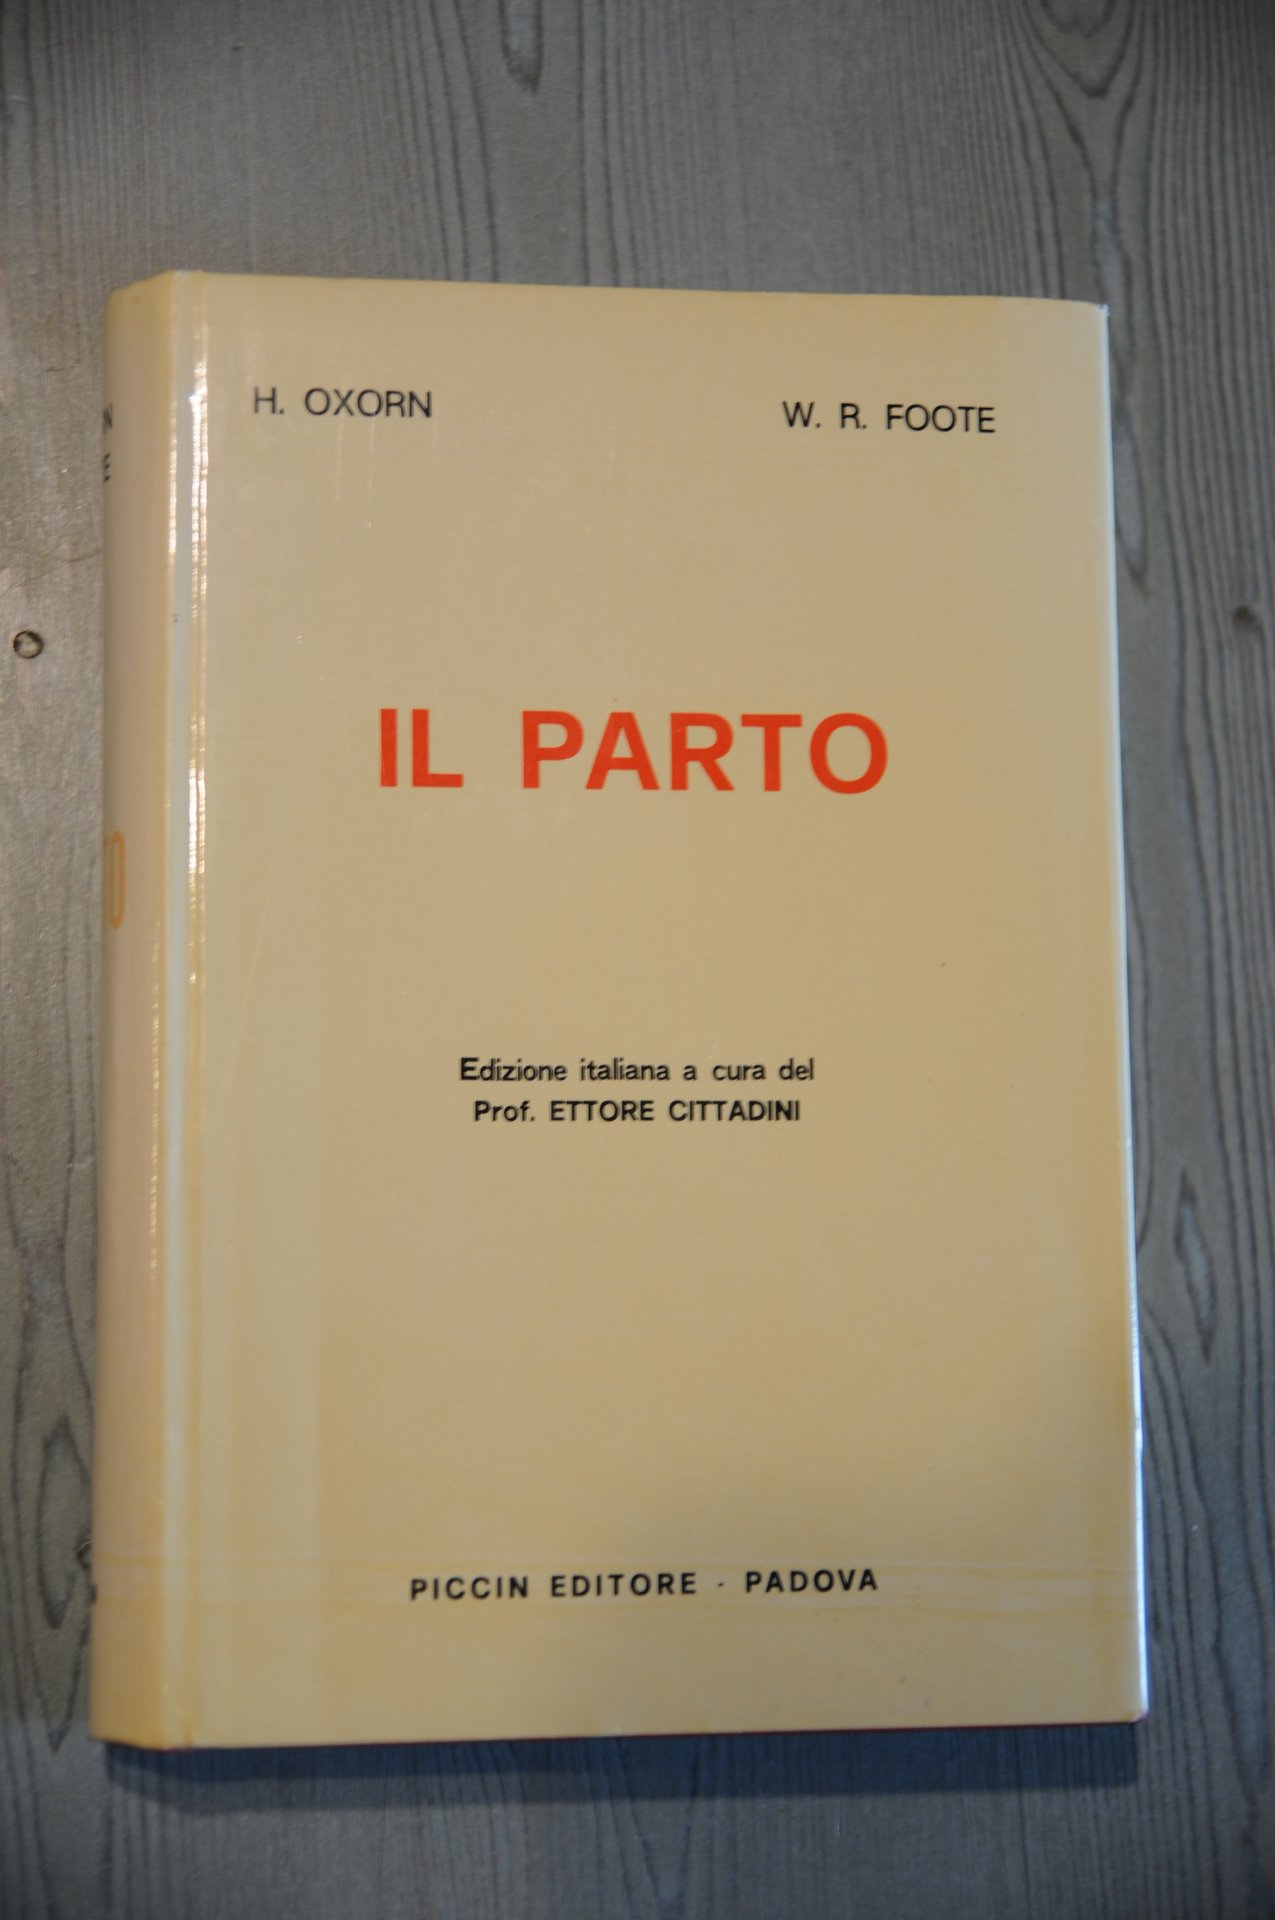 H. OXORN
W. R. FOOTE
IL PARTO
Edizione italiana a cura del
Prof. ETTORE CITTADINI
PICCIN EDITORE - PADOVA